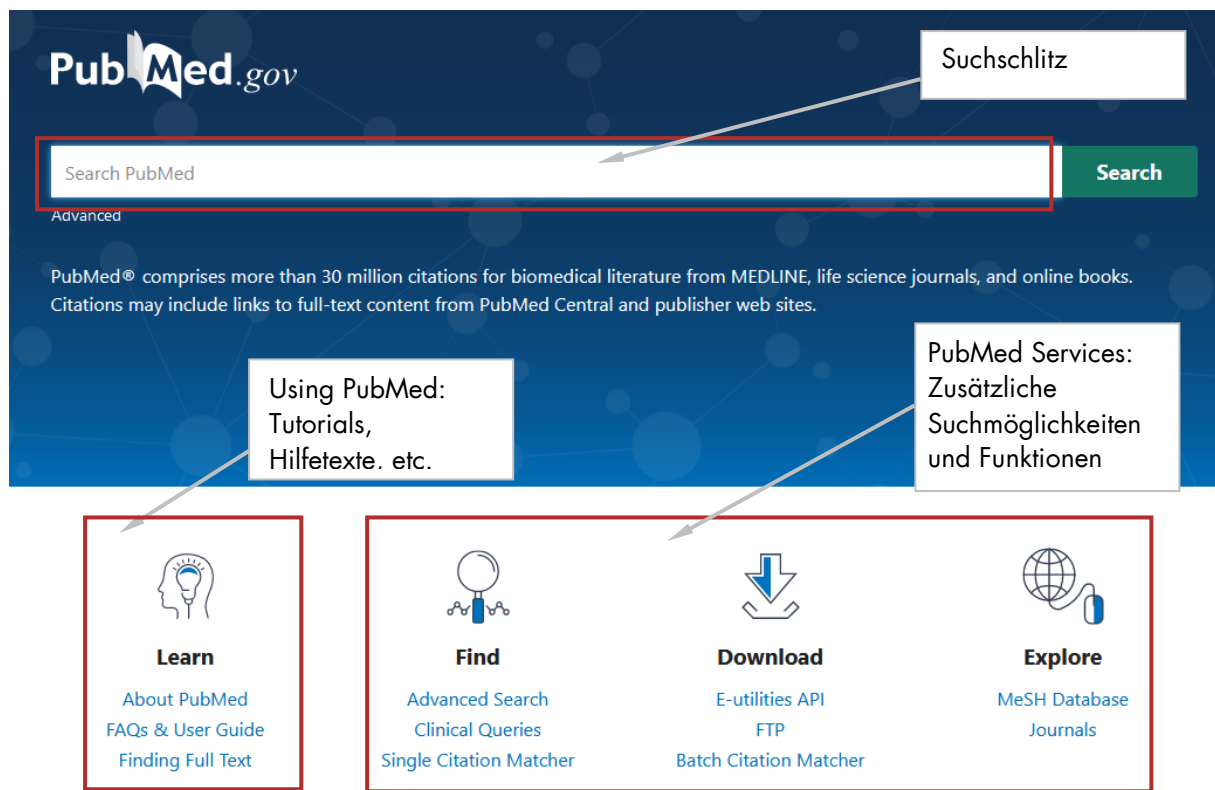 PubMed.gov
Suchschlitz
Search PubMed
Search
Advanced
PubMed® comprises more than 30 million citations for biomedical literature from MEDLINE, life science journals, and online books.
Citations may include links to full-text content from PubMed Central and publisher web sites.
Using PubMed:
Tutorials,
Hilfetexte, etc.
PubMed Services:
Zusätzliche
Suchmöglichkeiten
und Funktionen
Learn
About PubMed
FAQs & User Guide
Finding Full Text
Find
Advanced Search
Clinical Queries
Single Citation Matcher
Download
E-utilities API
FTP
Batch Citation Matcher
Explore
MeSH Database
Journals